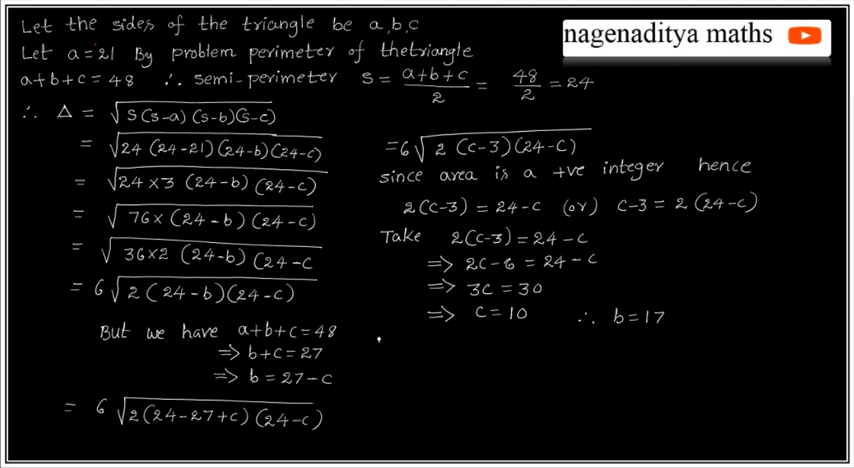 Let the sides of the triangle be a,b,c
nagenaditya maths
Let a=21 By problem perimeter of thetriangle
a+b+c=48 ∴ semi-perimeter S = (a+b+c)/2 = 48/2 = 24
∴ Δ = √(S(s-a)(s-b)(s-c))
= √(24(24-21)(24-b)(24-c))
= √(24×3(24-b)(24-c))
= √(76×(24-b)(24-c))
= √(36×2(24-b)(24-c
= 6√(2(24-b)(24-c))
But we have a+b+c=48
⇒ b+c=27
⇒ b=27-c
= 6√(2(24-27+c)(24-c))
=6√(2(c-3)(24-c))
since area is a +ve integer hence
2(c-3)=24-c (or) c-3=2(24-c)
Take 2(c-3)=24-c
⇒ 2c-6=24-c
⇒ 3c=30
⇒ c=10 ∴ b=17